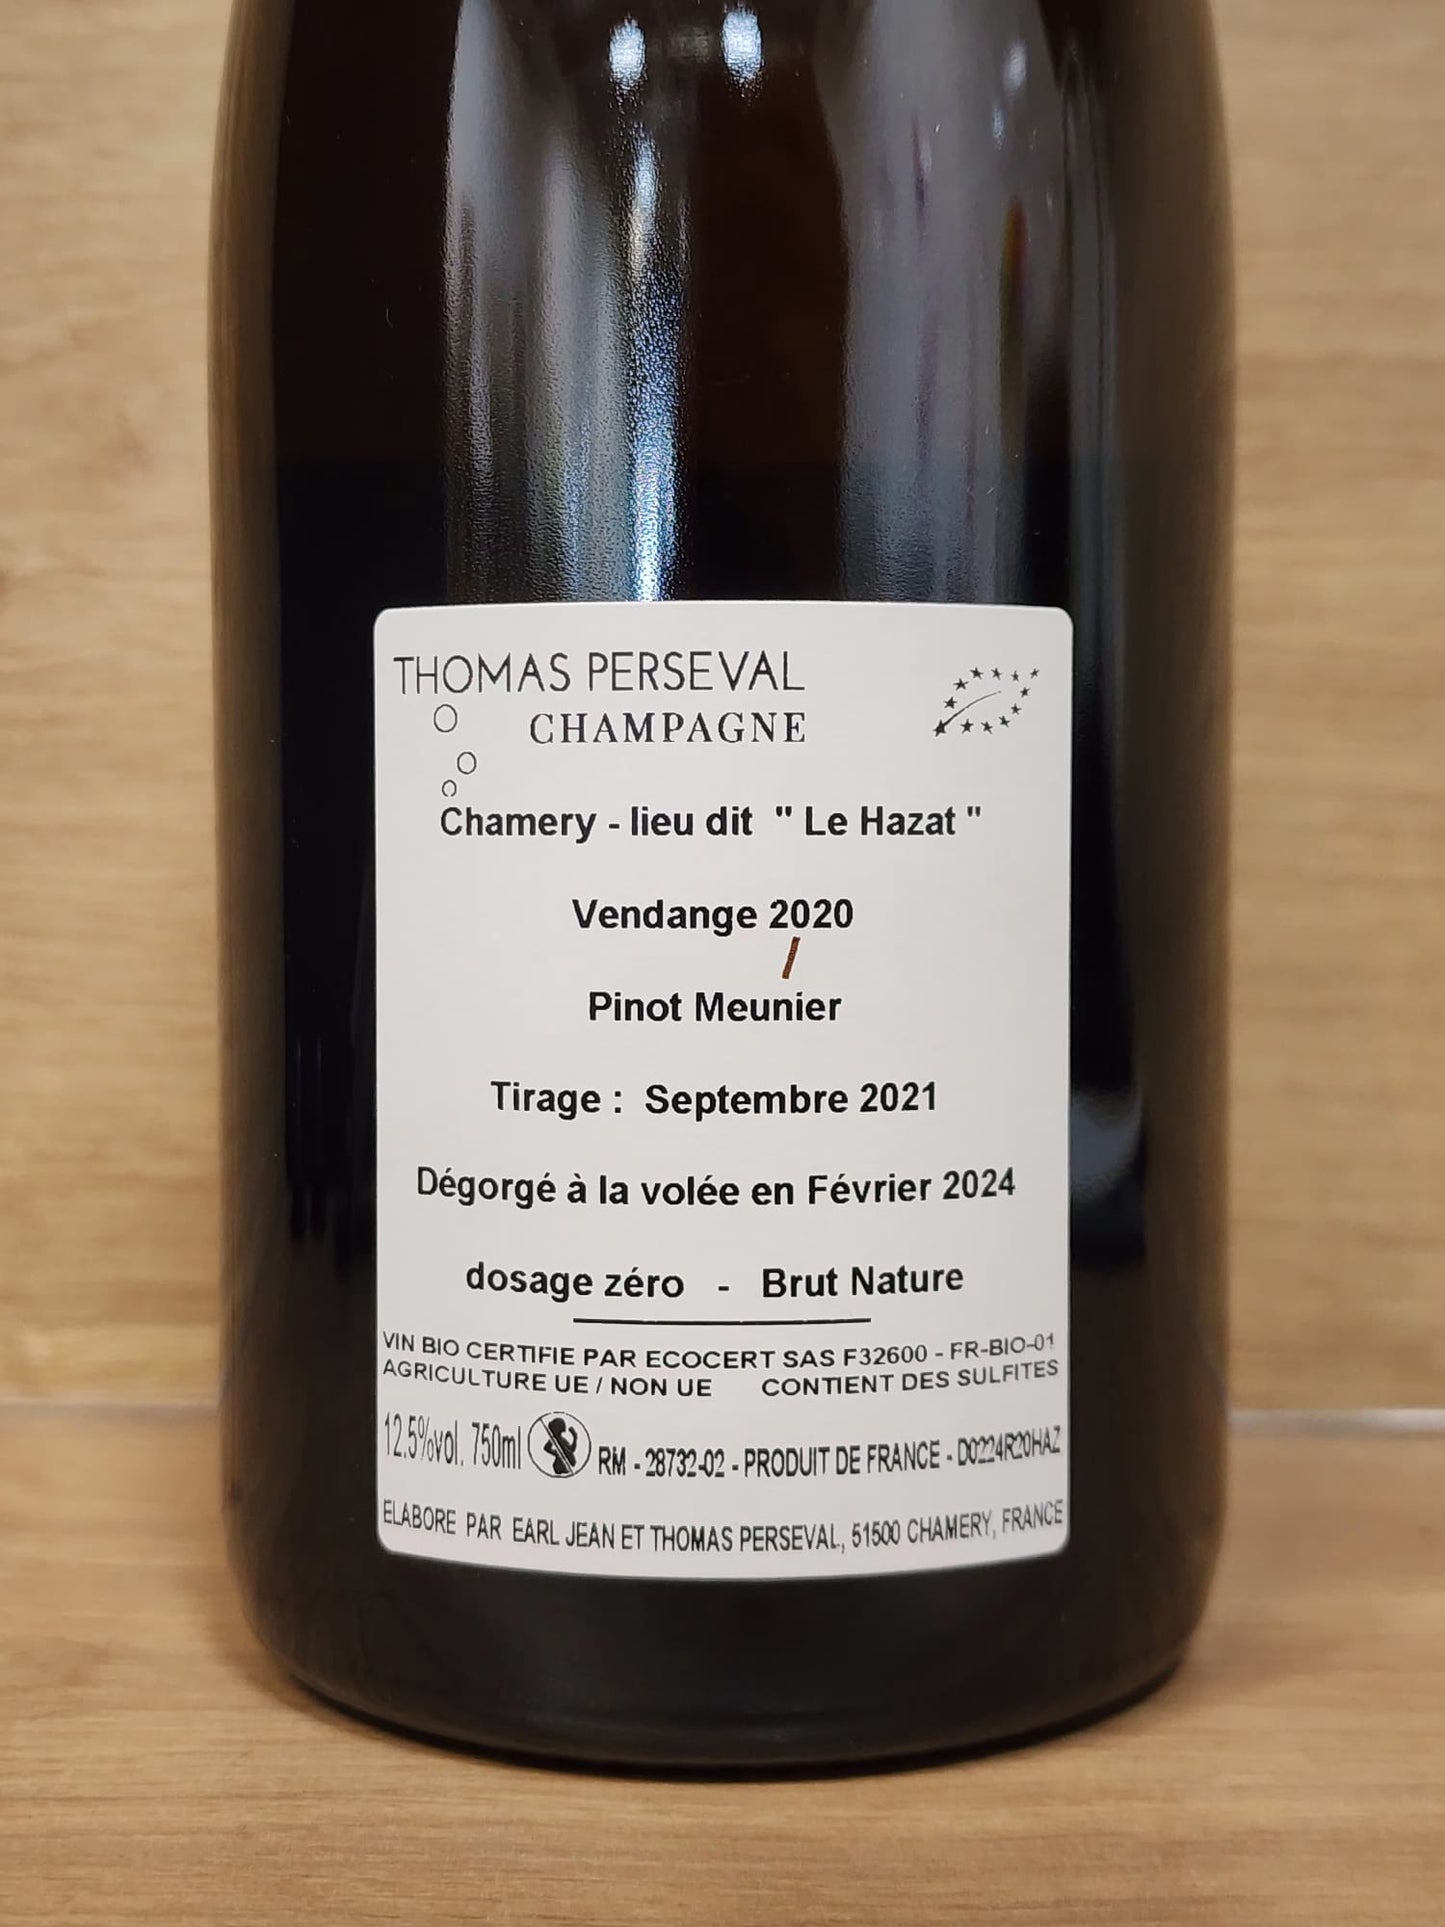 THOMAS PERSEVAL
CHAMPAGNE
Chamery - lieu dit " Le Hazat "
Vendange 2020
Pinot Meunier
Tirage : Septembre 2021
Dégorgé à la volée en Février 2024
dosage zéro - Brut Nature
VIN BIO CERTIFIE PAR ECOCERT SAS F32600 - FR-BIO-01
AGRICULTURE UE / NON UE CONTIENT DES SULFITES
12.5%vol. 750ml RM - 28732-02 - PRODUIT DE FRANCE - D0224R20HAZ
ELABORE PAR EARL JEAN ET THOMAS PERSEVAL, 51500 CHAMERY, FRANCE